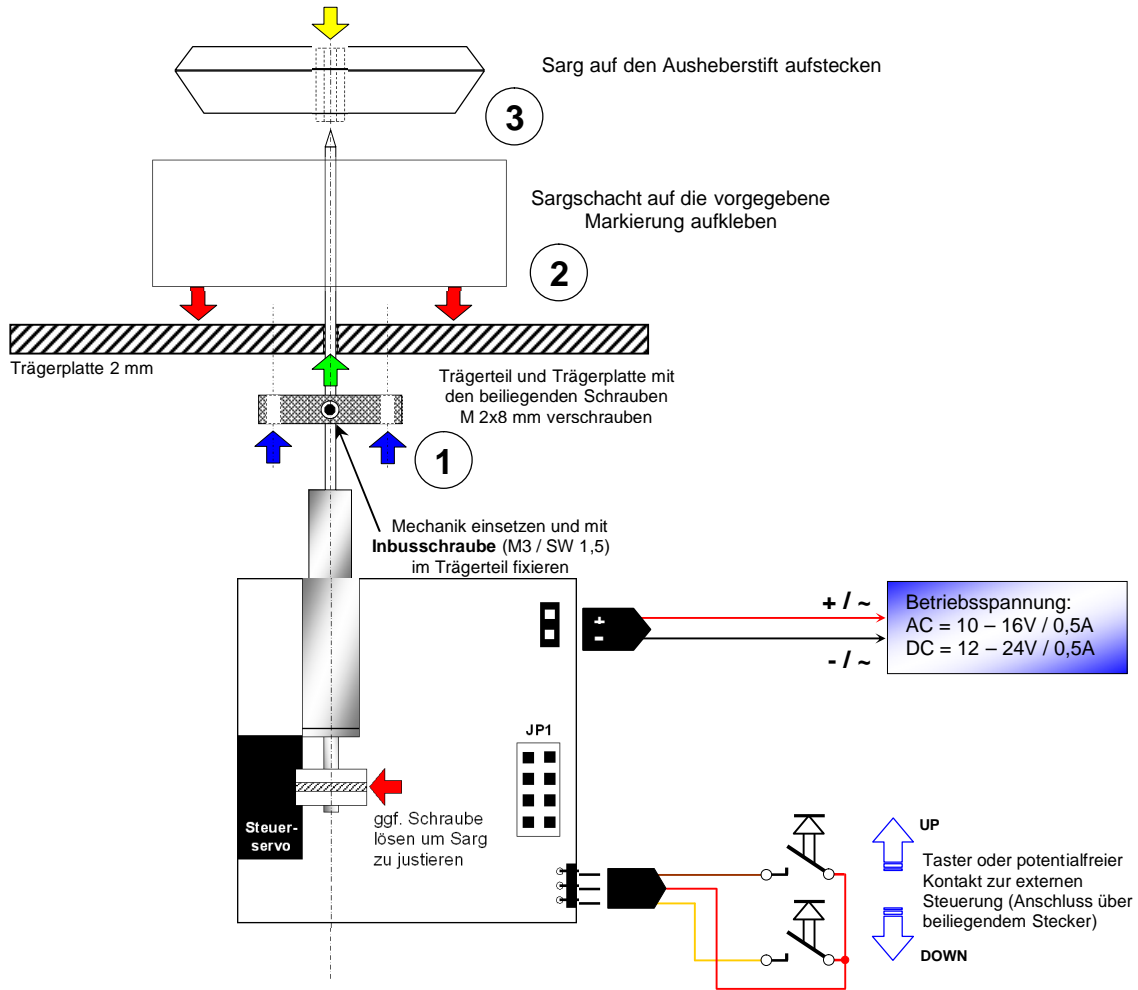 Sarg auf den Ausheberstift aufstecken
3
Sargschacht auf die vorgegebene
Markierung aufkleben
2
Trägerplatte 2 mm
Trägerteil und Trägerplatte mit
den beiliegenden Schrauben
M 2x8 mm verschrauben
1
Mechanik einsetzen und mit
Inbusschraube (M3 / SW 1,5)
im Trägerteil fixieren
+ / ~
+
-
- / ~
Betriebsspannung:
AC = 10 – 16V / 0,5A
DC = 12 – 24V / 0,5A
JP1
Steuer-
servo
ggf. Schraube
lösen um Sarg
zu justieren
UP
Taster oder potentialfreier
Kontakt zur externen
Steuerung (Anschluss über
beiliegendem Stecker)
DOWN